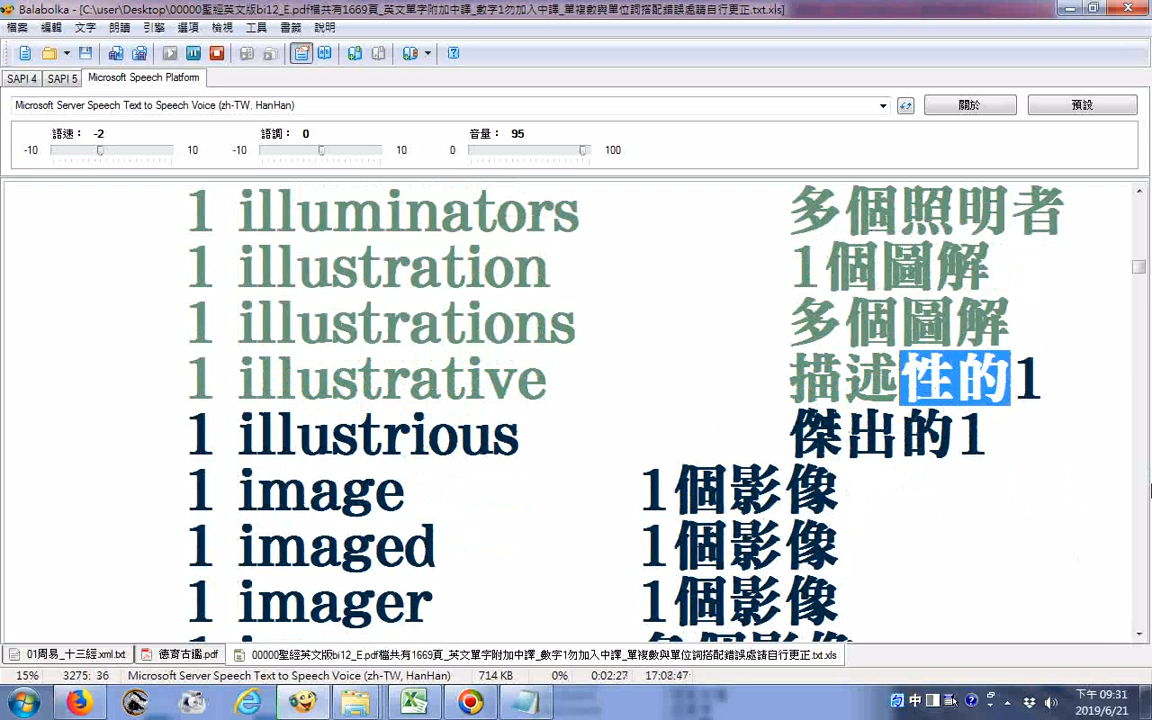 Balabolka - [C:\user\Desktop\00000聖經英文版bi12_E.pdf檔共有1669頁_英文單字附加中譯_數字1勿加入中譯_單複數與單位詞搭配錯誤處請自行更正.txt.xls]
檔案 編輯 文字 朗讀 引擎 選項 檢視 工具 書籤 說明
SAPI 4 SAPI 5 Microsoft Speech Platform
Microsoft Server Speech Text to Speech Voice (zh-TW, HanHan) 關於 預設
語速： -2 語調： 0 音量： 95
-10 10 -10 10 0 100
1 illuminators 多個照明者
1 illustration 1個圖解
1 illustrations 多個圖解
1 illustrative 描述性的1
1 illustrious 傑出的1
1 image 1個影像
1 imaged 1個影像
1 imager 1個影像
01周易_十三經.xml.txt 德育古鑑.pdf 00000聖經英文版bi12_E.pdf檔共有1669頁_英文單字附加中譯_數字1勿加入中譯_單複數與單位詞搭配錯誤處請自行更正.txt.xls
15% 3275: 36 Microsoft Server Speech Text to Speech Voice (zh-TW, HanHan) 714 KB 0% 0:02:27 17:08:47
中 下午 09:31
2019/6/21